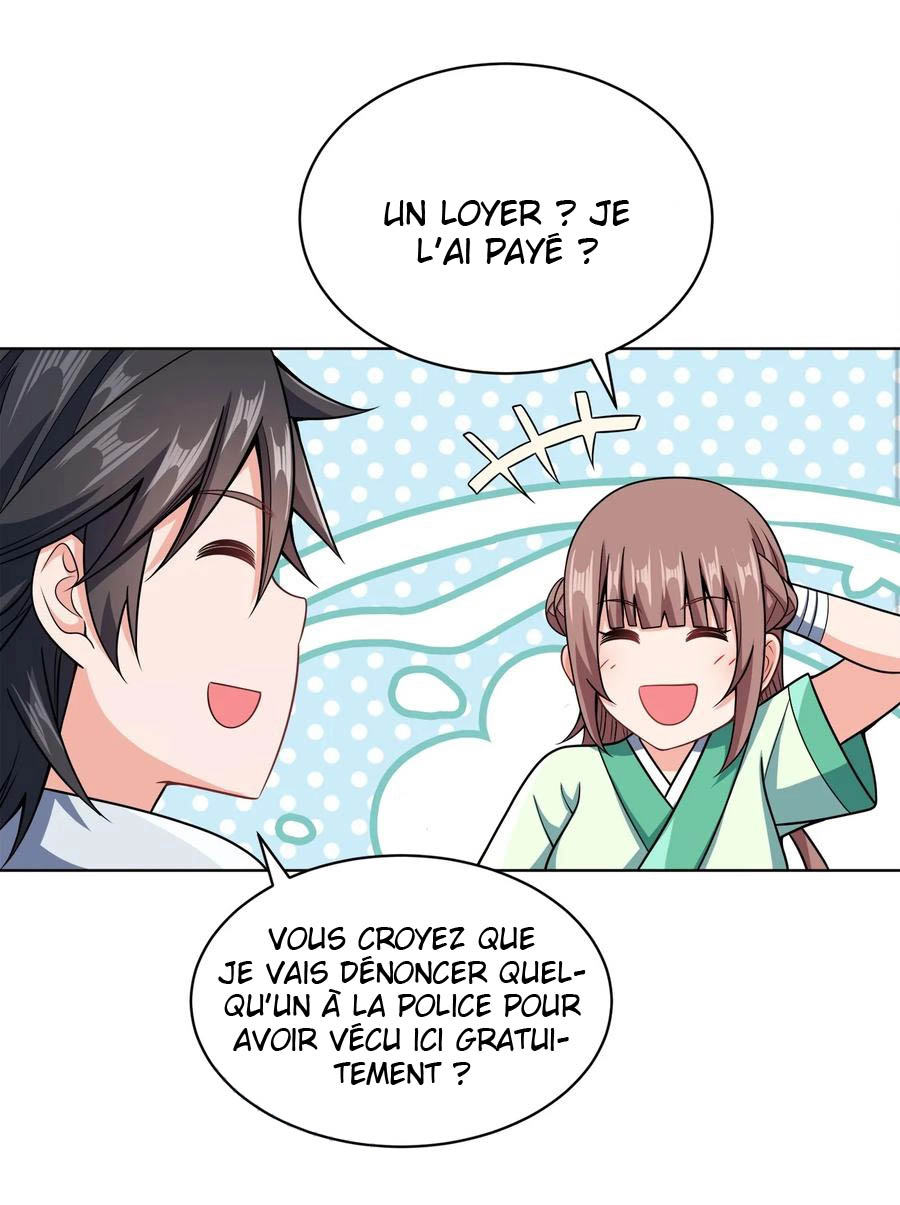 UN LOYER ? JE
L'AI PAYÉ ?
VOUS CROYEZ QUE
JE VAIS DÉNONCER QUEL-
QU'UN À LA POLICE POUR
AVOIR VÉCU ICI GRATUI-
TEMENT ?